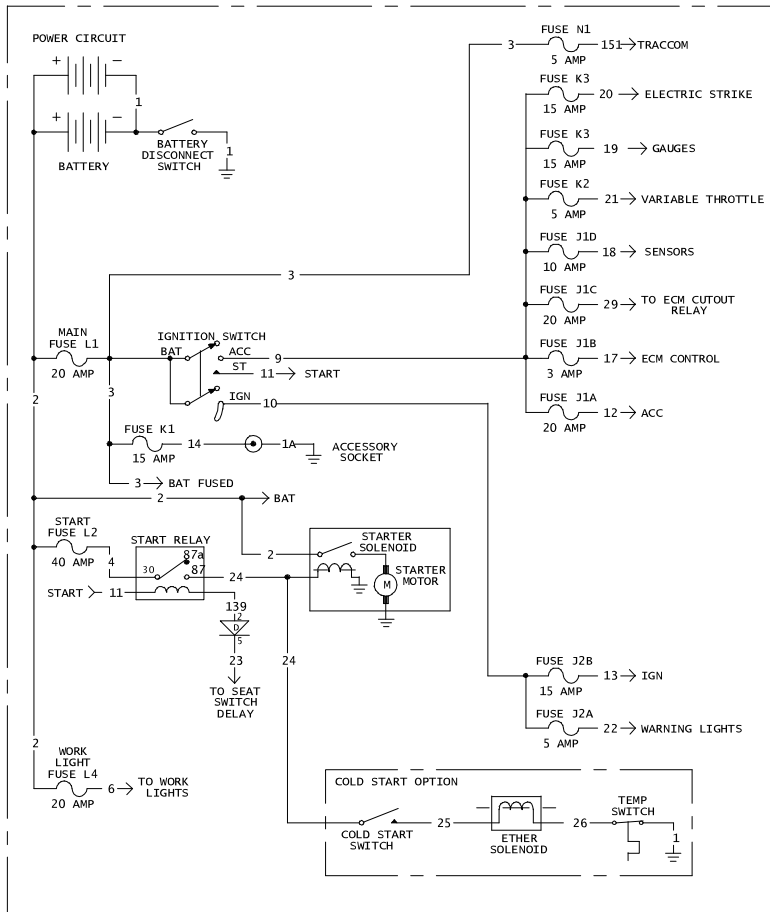 POWER CIRCUIT
+ -
1
+ -
BATTERY
BATTERY
DISCONNECT
SWITCH
1
3
FUSE N1
5 AMP
151
TRACCOM
FUSE K3
15 AMP
20
ELECTRIC STRIKE
FUSE K3
15 AMP
19
GAUGES
FUSE K2
5 AMP
21
VARIABLE THROTTLE
FUSE J1D
10 AMP
18
SENSORS
3
FUSE J1C
20 AMP
29
TO ECM CUTOUT
RELAY
MAIN
FUSE L1
20 AMP
IGNITION SWITCH
BAT
ACC
9
ST
11
START
IGN
10
FUSE J1B
3 AMP
17
ECM CONTROL
FUSE J1A
20 AMP
12
ACC
2
3
FUSE K1
15 AMP
14
1A
ACCESSORY
SOCKET
3
BAT FUSED
2
BAT
START
FUSE L2
40 AMP
4
START RELAY
87a
30
87
24
START
11
139
2
D
5
23
TO SEAT
SWITCH
DELAY
2
STARTER
SOLENOID
STARTER
MOTOR
M
24
FUSE J2B
15 AMP
13
IGN
FUSE J2A
5 AMP
22
WARNING LIGHTS
2
WORK
LIGHT
FUSE L4
20 AMP
6
TO WORK
LIGHTS
COLD START OPTION
COLD START
SWITCH
25
ETHER
SOLENOID
26
TEMP
SWITCH
1